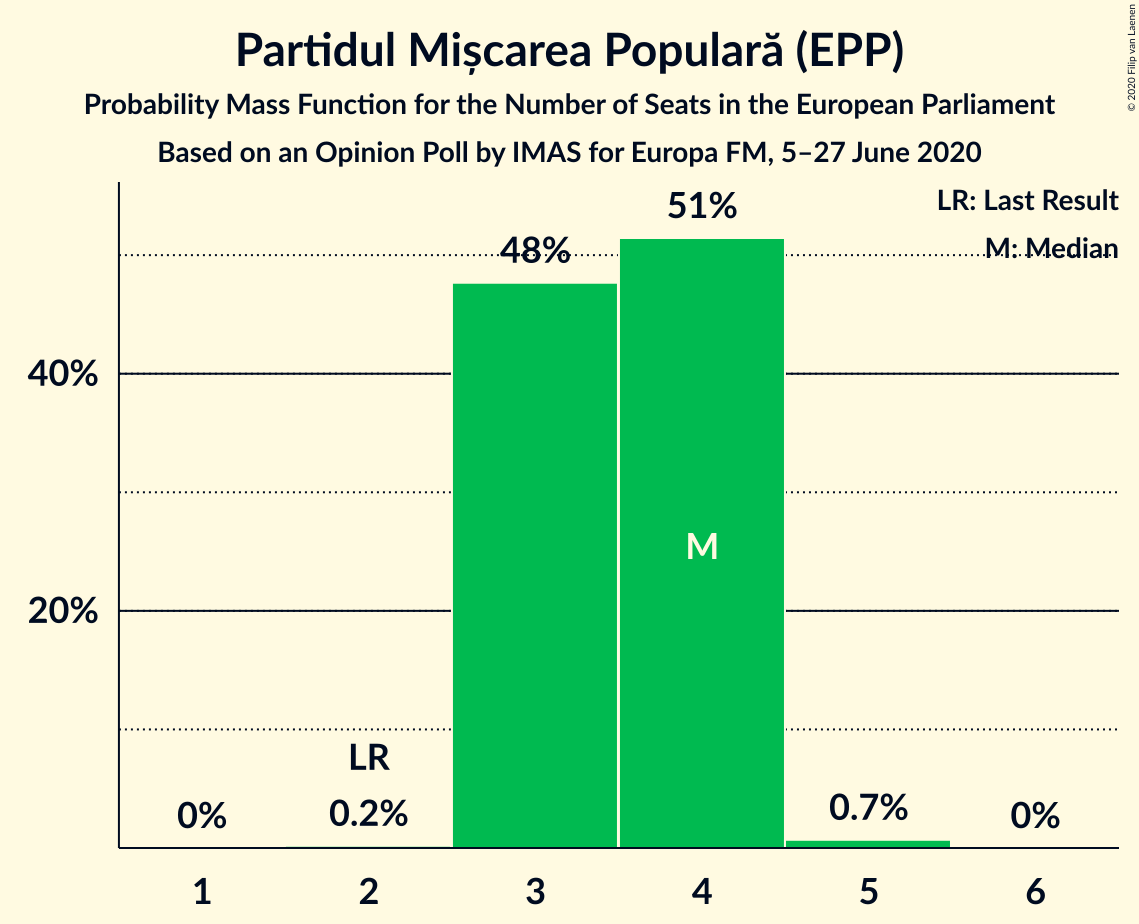 Partidul Mișcarea Populară (EPP)
Probability Mass Function for the Number of Seats in the European Parliament
Based on an Opinion Poll by IMAS for Europa FM, 5–27 June 2020
© 2020 Filip van Laenen
LR: Last Result
M: Median
51%
48%
40%
20%
M
LR
0%
0.2%
0.7%
0%
1 2 3 4 5 6